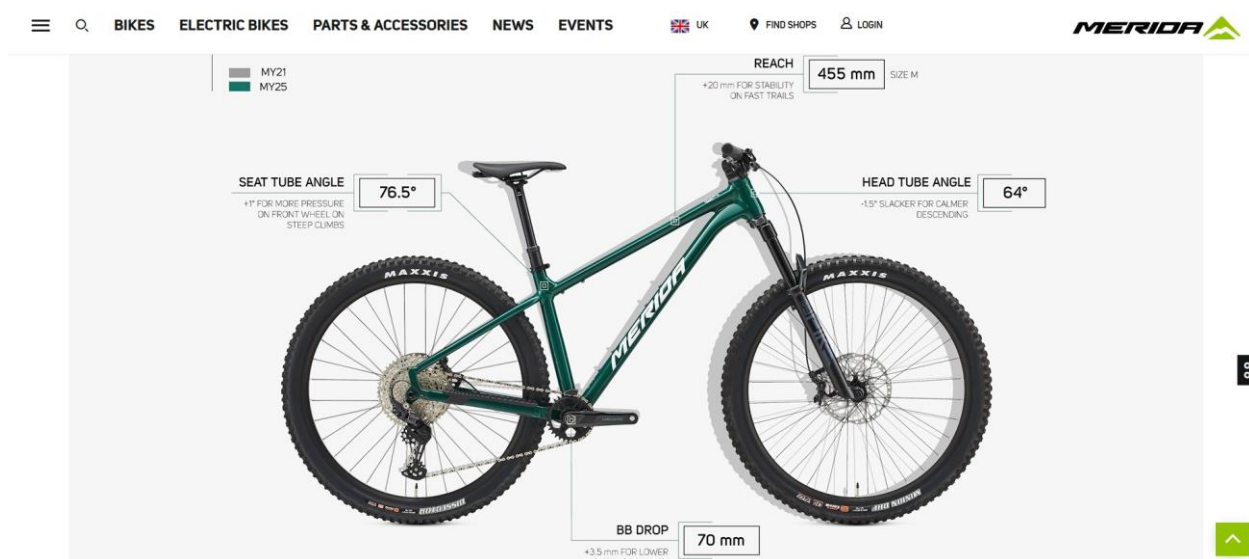 BIKES ELECTRIC BIKES PARTS & ACCESSORIES NEWS EVENTS UK FIND SHOPS LOGIN MERIDA
MY21
MY25
REACH 455 mm SIZE M
+20 mm FOR STABILITY
ON FAST TRAILS
SEAT TUBE ANGLE 76.5°
+1° FOR MORE PRESSURE
ON FRONT WHEEL ON
STEEP CLIMBS
HEAD TUBE ANGLE 64°
-1.5° SLACKER FOR CALMER
DESCENDING
MAXXIS
MAXXIS
MERIDA
DISSECTOR
MINION DHF
BB DROP 70 mm
+3.5 mm FOR LOWER